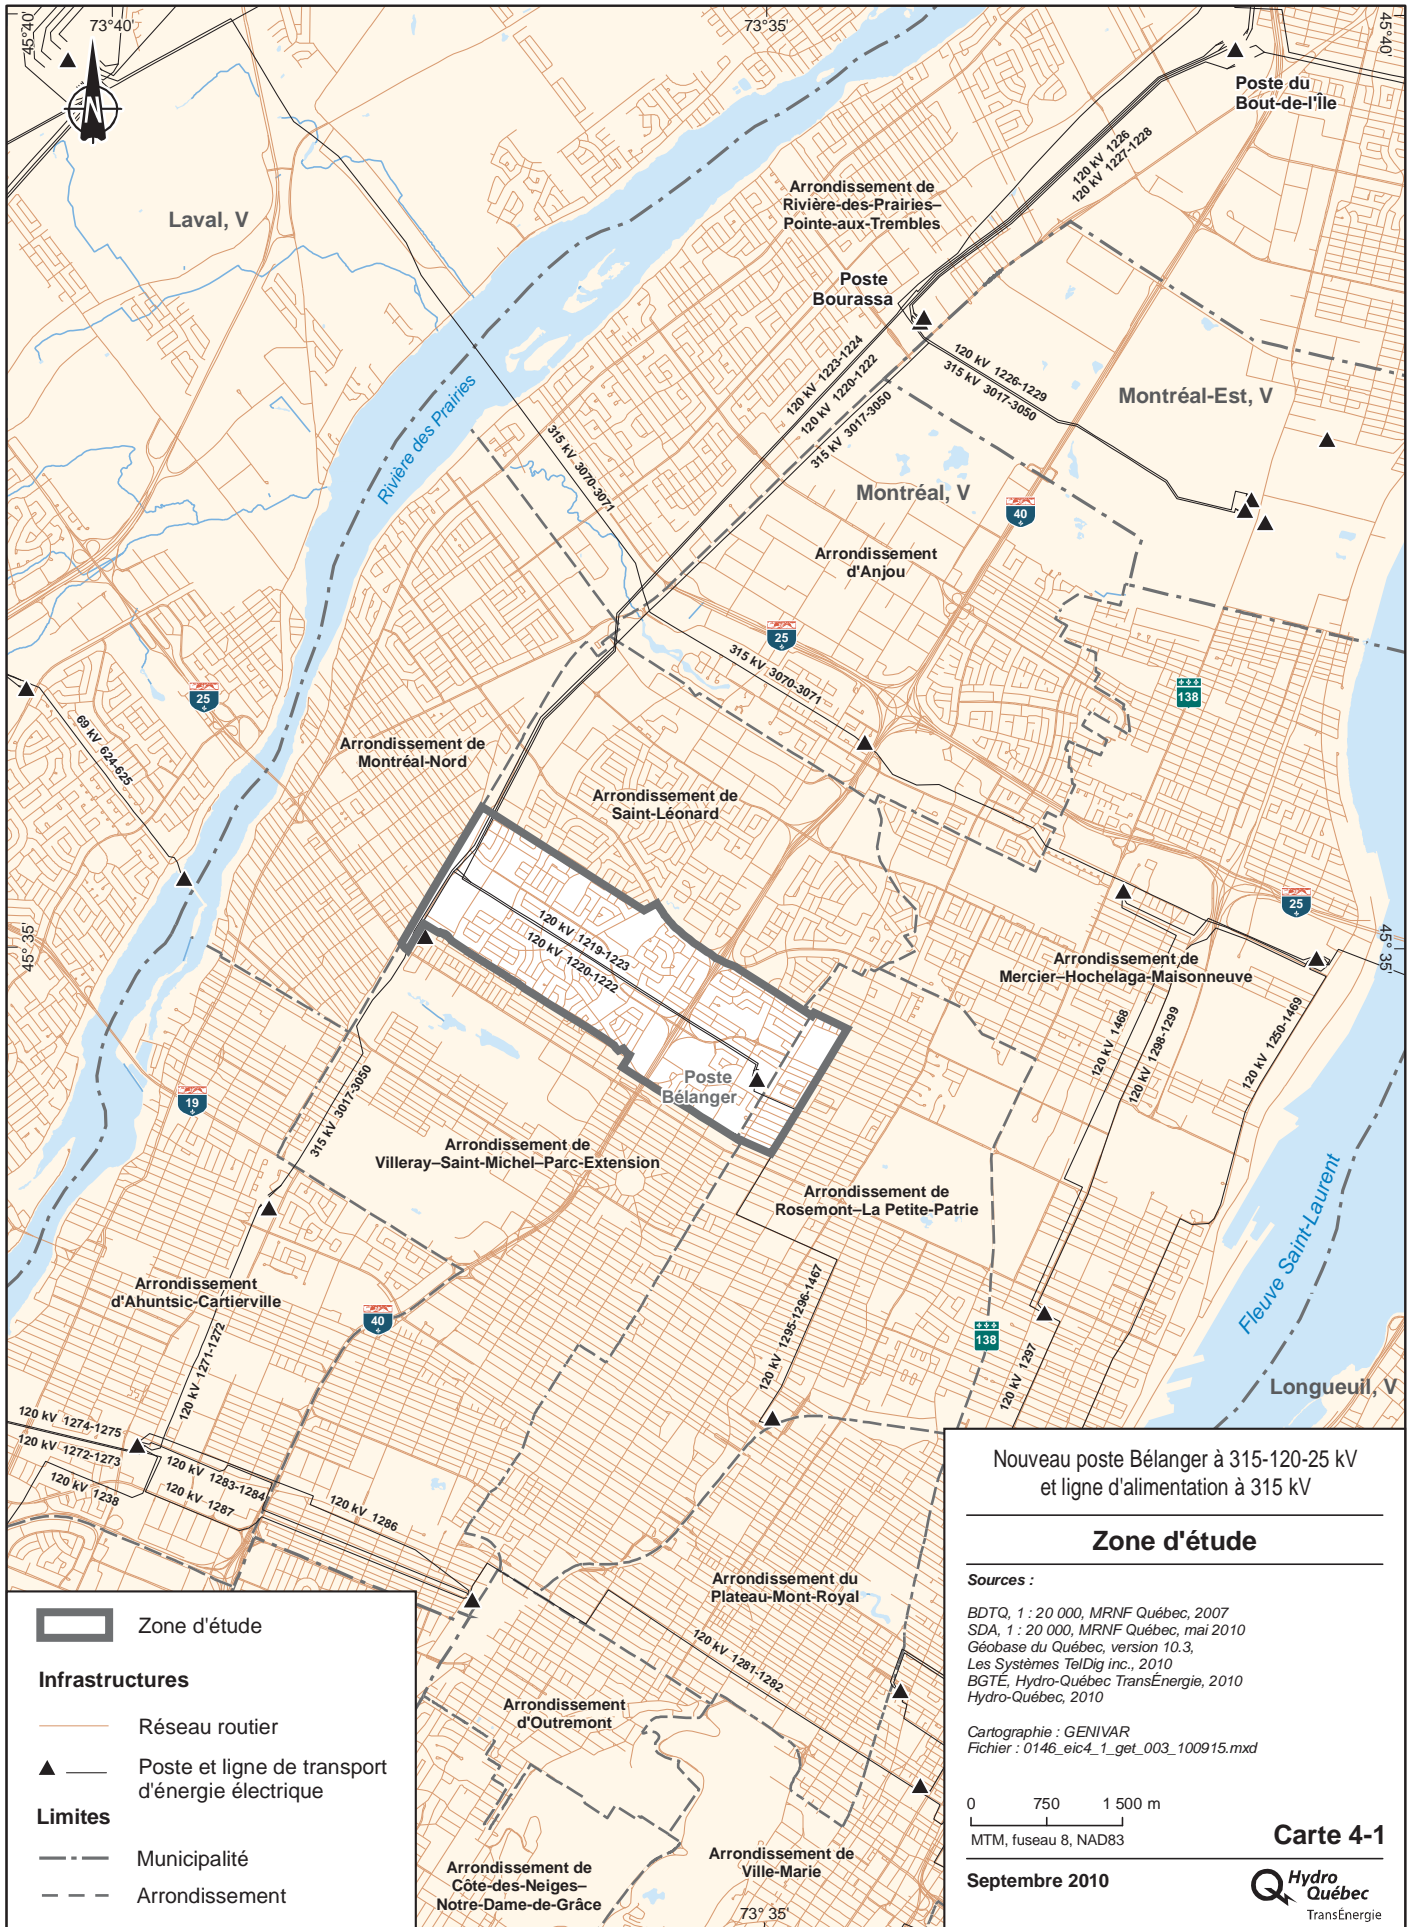 45°40'
73°40'
73°35'
45°40'
N
Poste du
Bout-de-l'Île
120 kV 1226
120 kV 1227-1228
Arrondissement de
Rivière-des-Prairies–
Pointe-aux-Trembles
Laval, V
Poste
Bourassa
120 kV 1223-1224
120 kV 1220-1222
315 kV 3017-3050
120 kV 1226-1229
315 kV 3017-3050
Montréal-Est, V
Rivière des Prairies
315 kV 3070-3071
Montréal, V
40
Arrondissement
d'Anjou
25
315 kV 3070-3071
25
138
69 kV 624-625
Arrondissement de
Montréal-Nord
Arrondissement de
Saint-Léonard
25
45° 35'
120 kV 1219-1223
120 kV 1220-1222
Arrondissement de
Mercier–Hochelaga-Maisonneuve
45° 35'
120 kV 1468
120 kV 1298-1299
120 kV 1250-1469
Poste
Bélanger
19
315 kV 3017-3050
Arrondissement de
Villeray–Saint-Michel–Parc-Extension
Arrondissement de
Rosemont–La Petite-Patrie
Fleuve Saint-Laurent
Arrondissement
d'Ahuntsic-Cartierville
40
120 kV 1271-1272
120 kV 1295-1296-1467
138
120 kV 1297
Longueuil, V
120 kV 1274-1275
120 kV 1272-1273
120 kV 1238
120 kV 1283-1284
120 kV 1287
120 kV 1286
Arrondissement du
Plateau-Mont-Royal
120 kV 1281-1282
Arrondissement
d'Outremont
Arrondissement de
Côte-des-Neiges–
Notre-Dame-de-Grâce
Arrondissement de
Ville-Marie
73° 35'
Zone d'étude
Infrastructures
Réseau routier
Poste et ligne de transport
d'énergie électrique
Limites
Municipalité
Arrondissement
Nouveau poste Bélanger à 315-120-25 kV
et ligne d'alimentation à 315 kV
Zone d'étude
Sources :
BDTQ, 1 : 20 000, MRNF Québec, 2007
SDA, 1 : 20 000, MRNF Québec, mai 2010
Géobase du Québec, version 10.3,
Les Systèmes TelDig inc., 2010
BGTÉ, Hydro-Québec TransÉnergie, 2010
Hydro-Québec, 2010
Cartographie : GENIVAR
Fichier : 0146_eic4_1_get_003_100915.mxd
0 750 1 500 m
MTM, fuseau 8, NAD83
Carte 4-1
Septembre 2010
Hydro
Québec
TransÉnergie